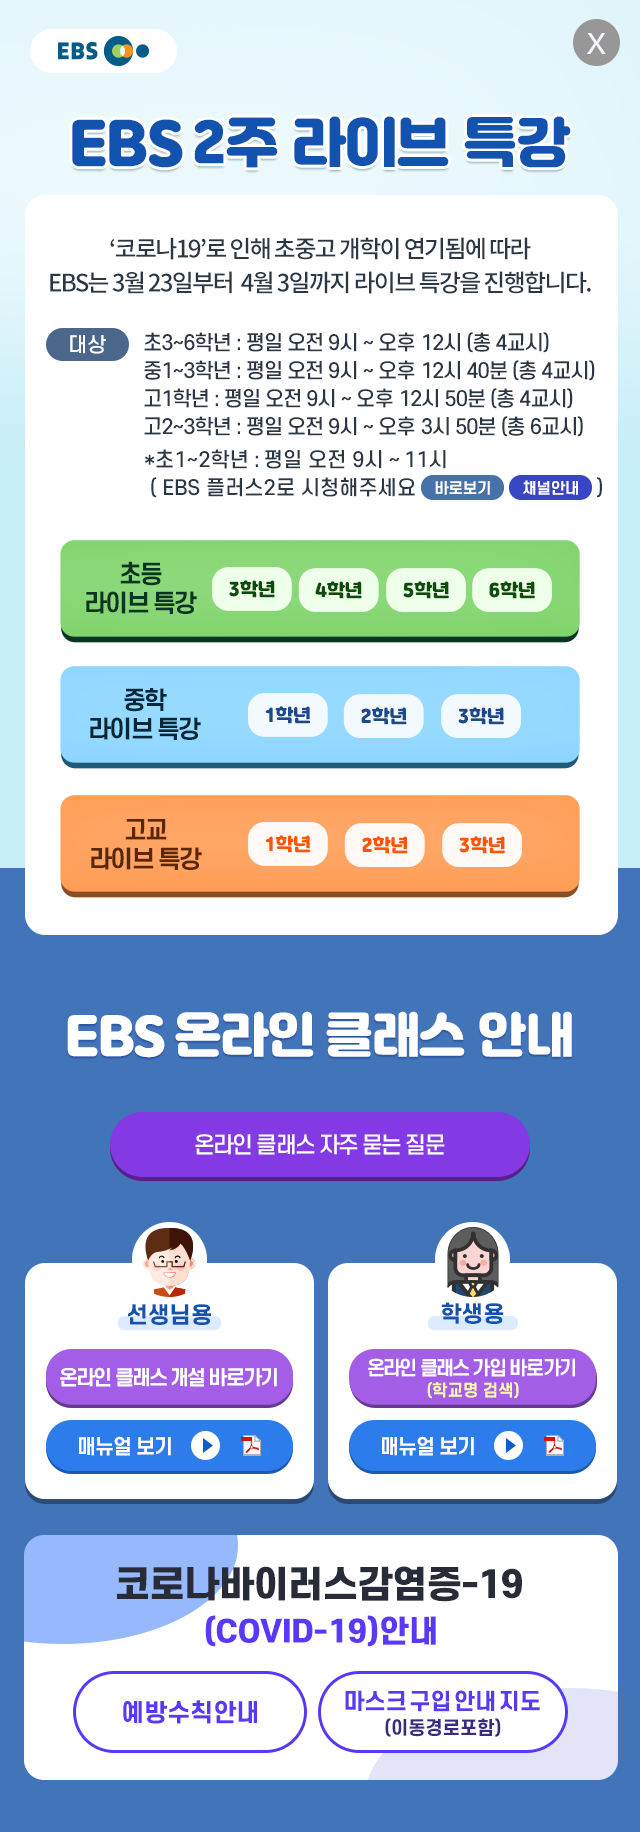 EBS
X
EBS 2주 라이브 특강
‘코로나19’로 인해 초중고 개학이 연기됨에 따라
EBS는 3월 23일부터 4월 3일까지 라이브 특강을 진행합니다.
대상
초3~6학년 : 평일 오전 9시 ~ 오후 12시 (총 4교시)
중1~3학년 : 평일 오전 9시 ~ 오후 12시 40분 (총 4교시)
고1학년 : 평일 오전 9시 ~ 오후 12시 50분 (총 4교시)
고2~3학년 : 평일 오전 9시 ~ 오후 3시 50분 (총 6교시)
*초1~2학년 : 평일 오전 9시 ~ 11시
( EBS 플러스2로 시청해주세요 바로보기 채널안내 )
초등
라이브 특강
3학년 4학년 5학년 6학년
중학
라이브 특강
1학년 2학년 3학년
고교
라이브 특강
1학년 2학년 3학년
EBS 온라인 클래스 안내
온라인 클래스 자주 묻는 질문
선생님용
온라인 클래스 개설 바로가기
매뉴얼 보기
학생용
온라인 클래스 가입 바로가기
(학교명 검색)
매뉴얼 보기
코로나바이러스감염증-19
(COVID-19)안내
예방수칙안내
마스크 구입 안내 지도
(이동경로포함)